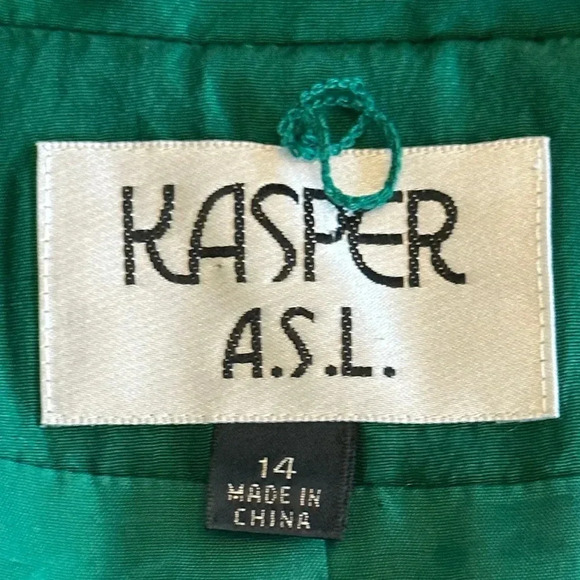 KASPER
A.S.L.
14
MADE IN
CHINA